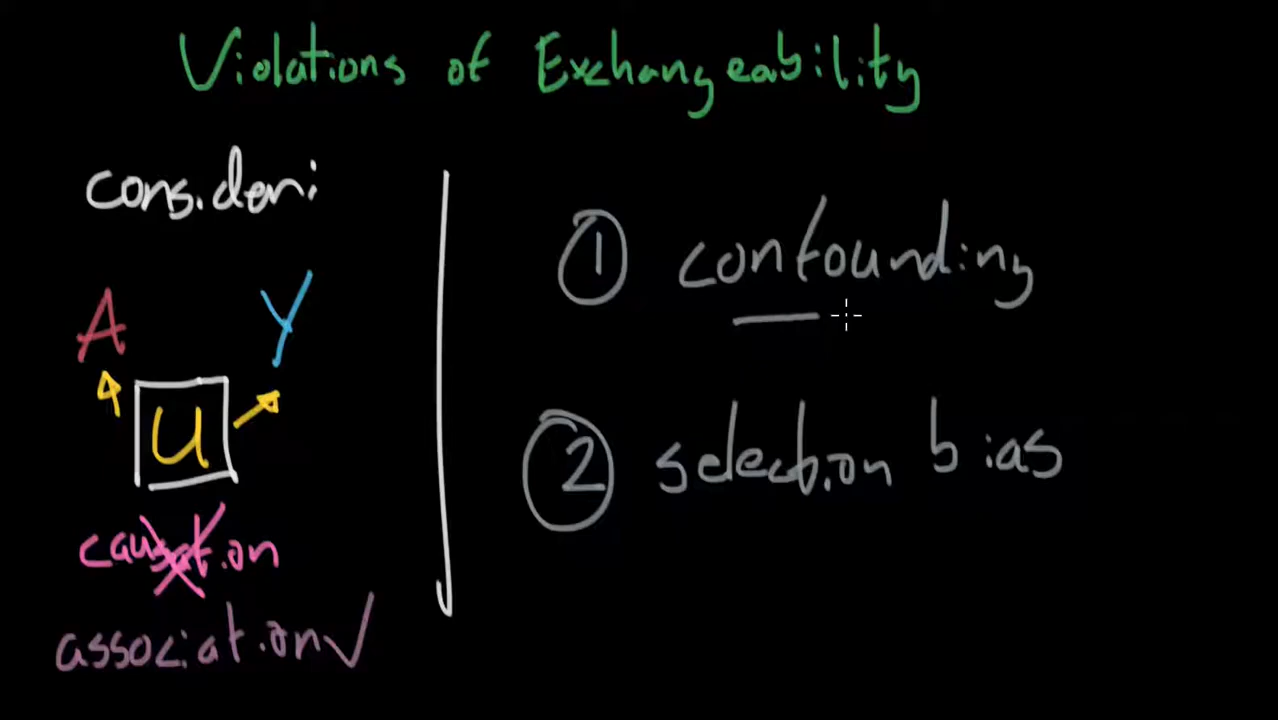 Violations of Exchangeability
consider:
A Y
U
causation
association ✓
① confounding
② selection bias